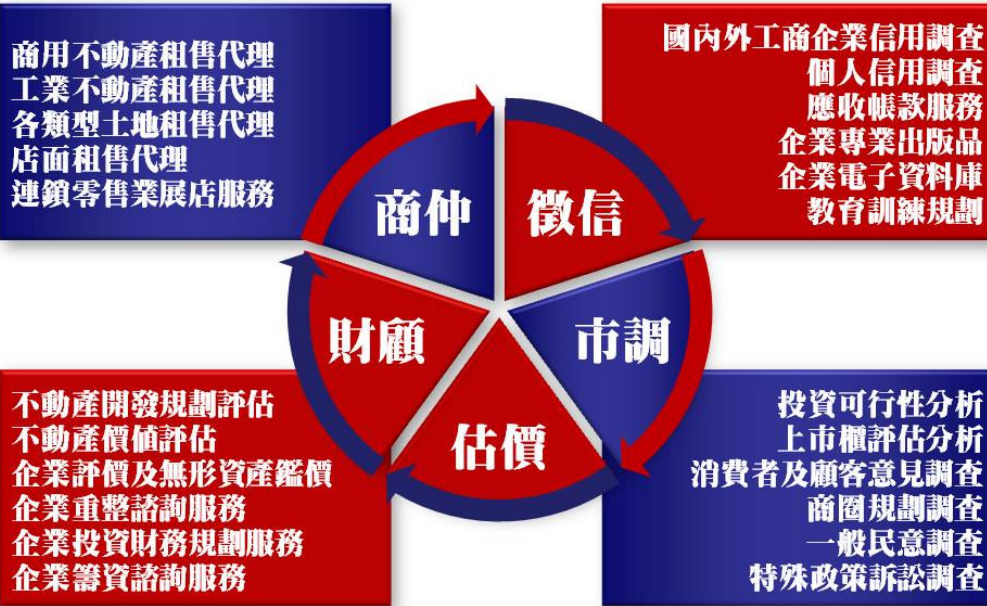 商用不動產租售代理
工業不動產租售代理
各類型土地租售代理
店面租售代理
連鎖零售業展店服務
國內外工商企業信用調查
個人信用調查
應收帳款服務
企業專業出版品
企業電子資料庫
教育訓練規劃
商仲
徵信
財顧
市調
估價
不動產開發規劃評估
不動產價值評估
企業評價及無形資產鑑價
企業重整諮詢服務
企業投資財務規劃服務
企業籌資諮詢服務
投資可行性分析
上市櫃評估分析
消費者及顧客意見調查
商圈規劃調查
一般民意調查
特殊政策訴訟調查